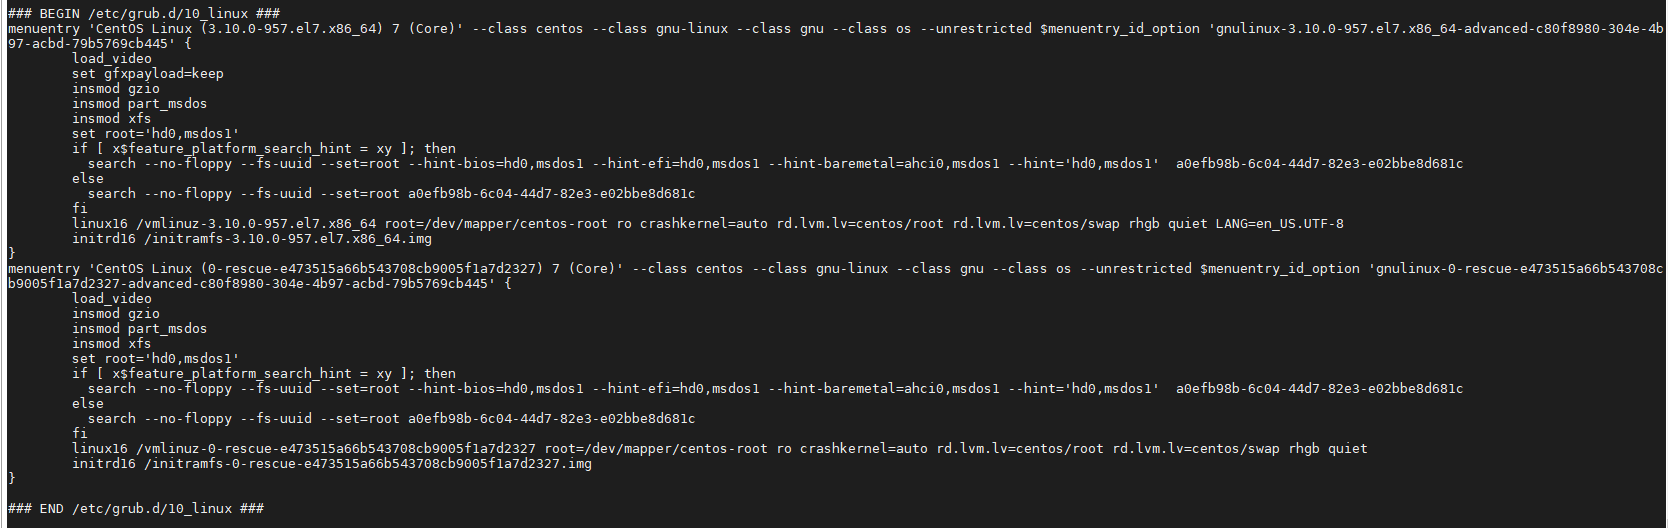 ### BEGIN /etc/grub.d/10_linux ###
menuentry 'CentOS Linux (3.10.0-957.el7.x86_64) 7 (Core)' --class centos --class gnu-linux --class gnu --class os --unrestricted $menuentry_id_option 'gnulinux-3.10.0-957.el7.x86_64-advanced-c80f8980-304e-4b
97-acbd-79b5769cb445' {
        load_video
        set gfxpayload=keep
        insmod gzio
        insmod part_msdos
        insmod xfs
        set root='hd0,msdos1'
        if [ x$feature_platform_search_hint = xy ]; then
          search --no-floppy --fs-uuid --set=root --hint-bios=hd0,msdos1 --hint-efi=hd0,msdos1 --hint-baremetal=ahci0,msdos1 --hint='hd0,msdos1'  a0efb98b-6c04-44d7-82e3-e02bbe8d681c
        else
          search --no-floppy --fs-uuid --set=root a0efb98b-6c04-44d7-82e3-e02bbe8d681c
        fi
        linux16 /vmlinuz-3.10.0-957.el7.x86_64 root=/dev/mapper/centos-root ro crashkernel=auto rd.lvm.lv=centos/root rd.lvm.lv=centos/swap rhgb quiet LANG=en_US.UTF-8
        initrd16 /initramfs-3.10.0-957.el7.x86_64.img
}
menuentry 'CentOS Linux (0-rescue-e473515a66b543708cb9005f1a7d2327) 7 (Core)' --class centos --class gnu-linux --class gnu --class os --unrestricted $menuentry_id_option 'gnulinux-0-rescue-e473515a66b543708c
b9005f1a7d2327-advanced-c80f8980-304e-4b97-acbd-79b5769cb445' {
        load_video
        insmod gzio
        insmod part_msdos
        insmod xfs
        set root='hd0,msdos1'
        if [ x$feature_platform_search_hint = xy ]; then
          search --no-floppy --fs-uuid --set=root --hint-bios=hd0,msdos1 --hint-efi=hd0,msdos1 --hint-baremetal=ahci0,msdos1 --hint='hd0,msdos1'  a0efb98b-6c04-44d7-82e3-e02bbe8d681c
        else
          search --no-floppy --fs-uuid --set=root a0efb98b-6c04-44d7-82e3-e02bbe8d681c
        fi
        linux16 /vmlinuz-0-rescue-e473515a66b543708cb9005f1a7d2327 root=/dev/mapper/centos-root ro crashkernel=auto rd.lvm.lv=centos/root rd.lvm.lv=centos/swap rhgb quiet
        initrd16 /initramfs-0-rescue-e473515a66b543708cb9005f1a7d2327.img
}

### END /etc/grub.d/10_linux ###